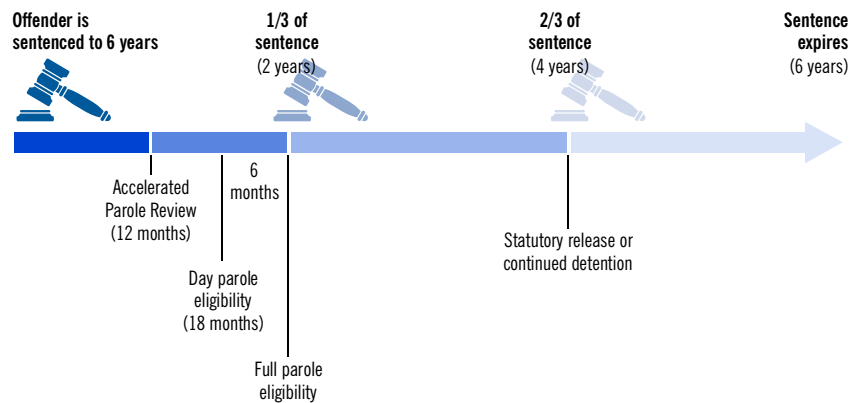 Offender is
sentenced to 6 years
1/3 of
sentence
(2 years)
2/3 of
sentence
(4 years)
Sentence
expires
(6 years)
Accelerated
Parole Review
(12 months)
6
months
Day parole
eligibility
(18 months)
Full parole
eligibility
Statutory release or
continued detention